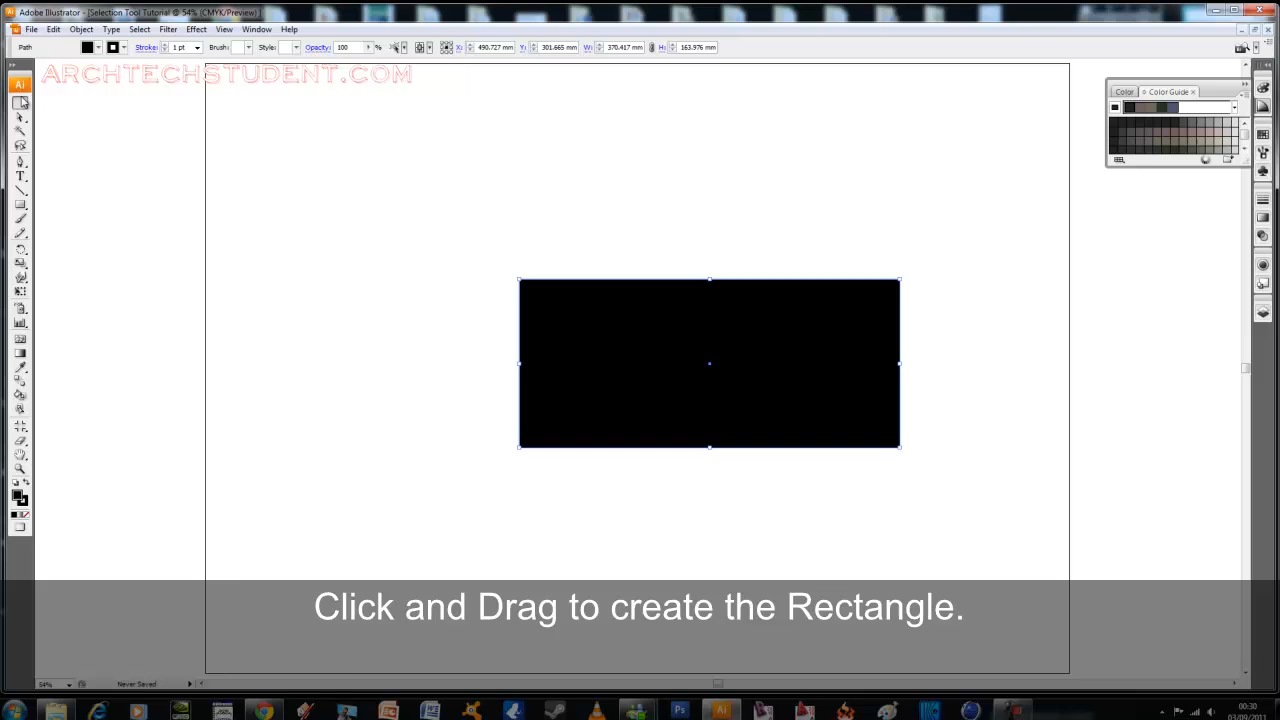 Adobe Illustrator - [Selection Tool Tutorial @ 54% (CMYK/Preview) ]
File Edit Object Type Select Filter Effect View Window Help
Path Stroke: 1 pt Brush: Style: Opacity: 100 % X: 490.727 mm Y: 301.665 mm W: 370.417 mm H: 163.976 mm
ARCHTECHSTUDENT.COM
Ai
Color Color Guide
T
Click and Drag to create the Rectangle.
54% Never Saved
Ps Ai
00:30
03/09/2011